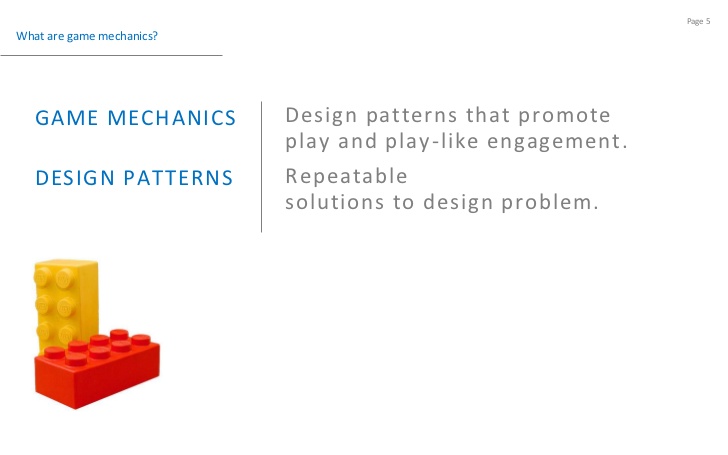 Page 5
What are game mechanics?
GAME MECHANICS
Design patterns that promote
play and play-like engagement.
DESIGN PATTERNS
Repeatable
solutions to design problem.